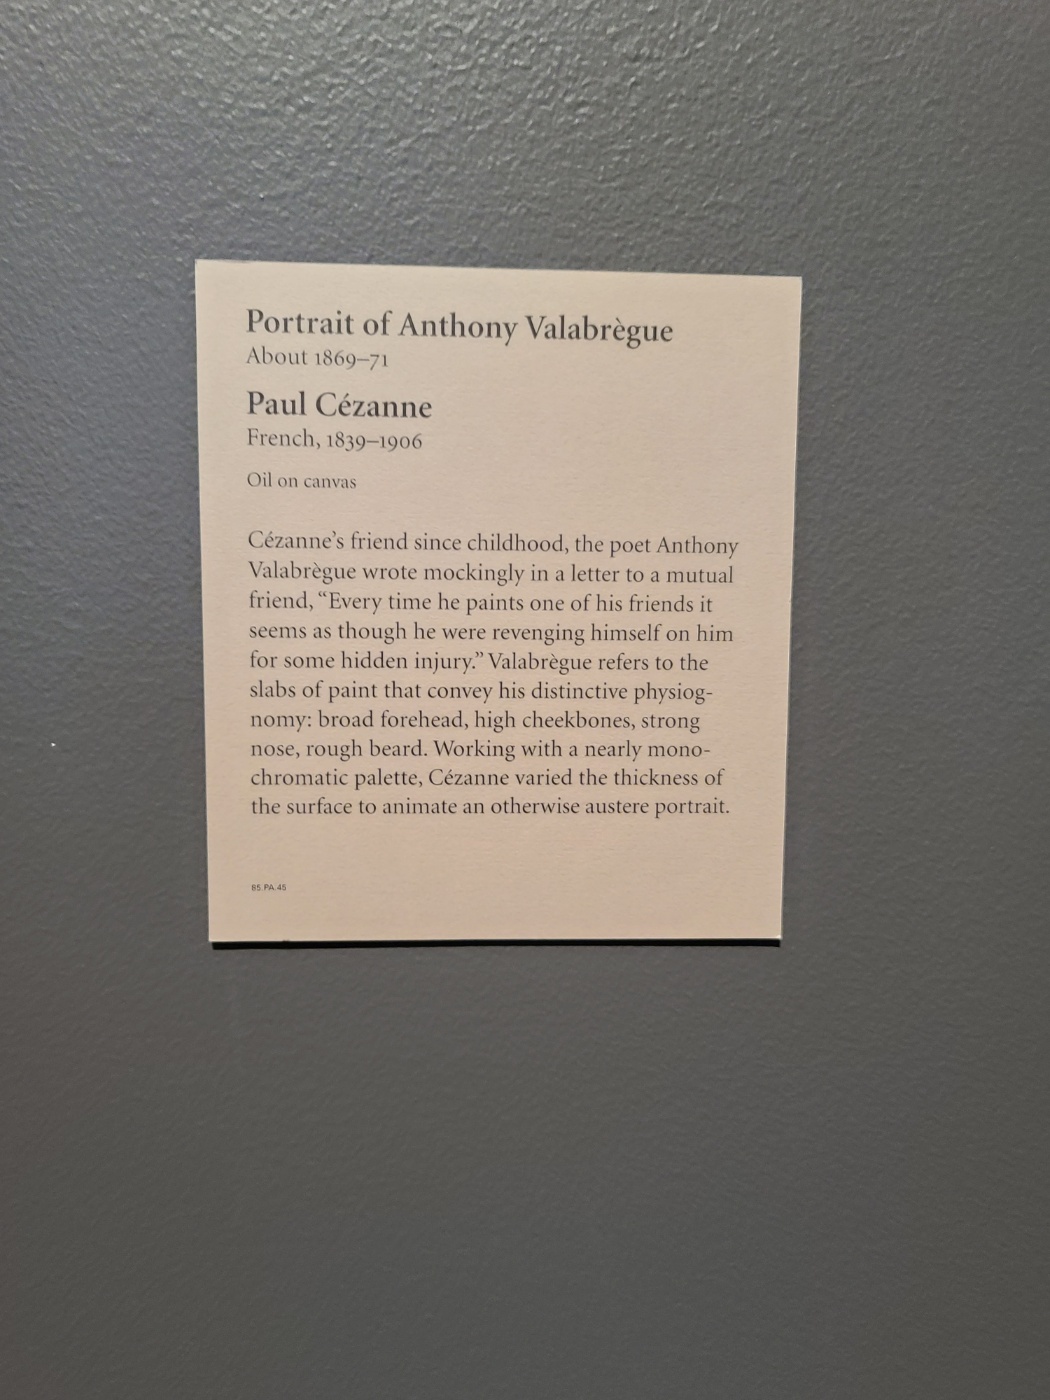 Portrait of Anthony Valabrègue
About 1869–71
Paul Cézanne
French, 1839–1906
Oil on canvas
Cézanne’s friend since childhood, the poet Anthony
Valabrègue wrote mockingly in a letter to a mutual
friend, “Every time he paints one of his friends it
seems as though he were revenging himself on him
for some hidden injury.” Valabrègue refers to the
slabs of paint that convey his distinctive physiog-
nomy: broad forehead, high cheekbones, strong
nose, rough beard. Working with a nearly mono-
chromatic palette, Cézanne varied the thickness of
the surface to animate an otherwise austere portrait.
85.PA.45